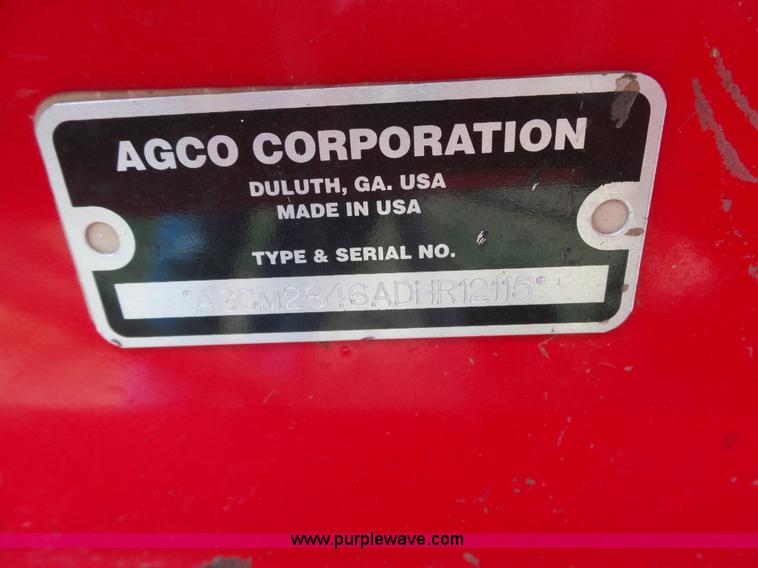 AGCO CORPORATION
DULUTH, GA. USA
MADE IN USA
TYPE & SERIAL NO.
*AGCM2846ADHR12115*
www.purplewave.com